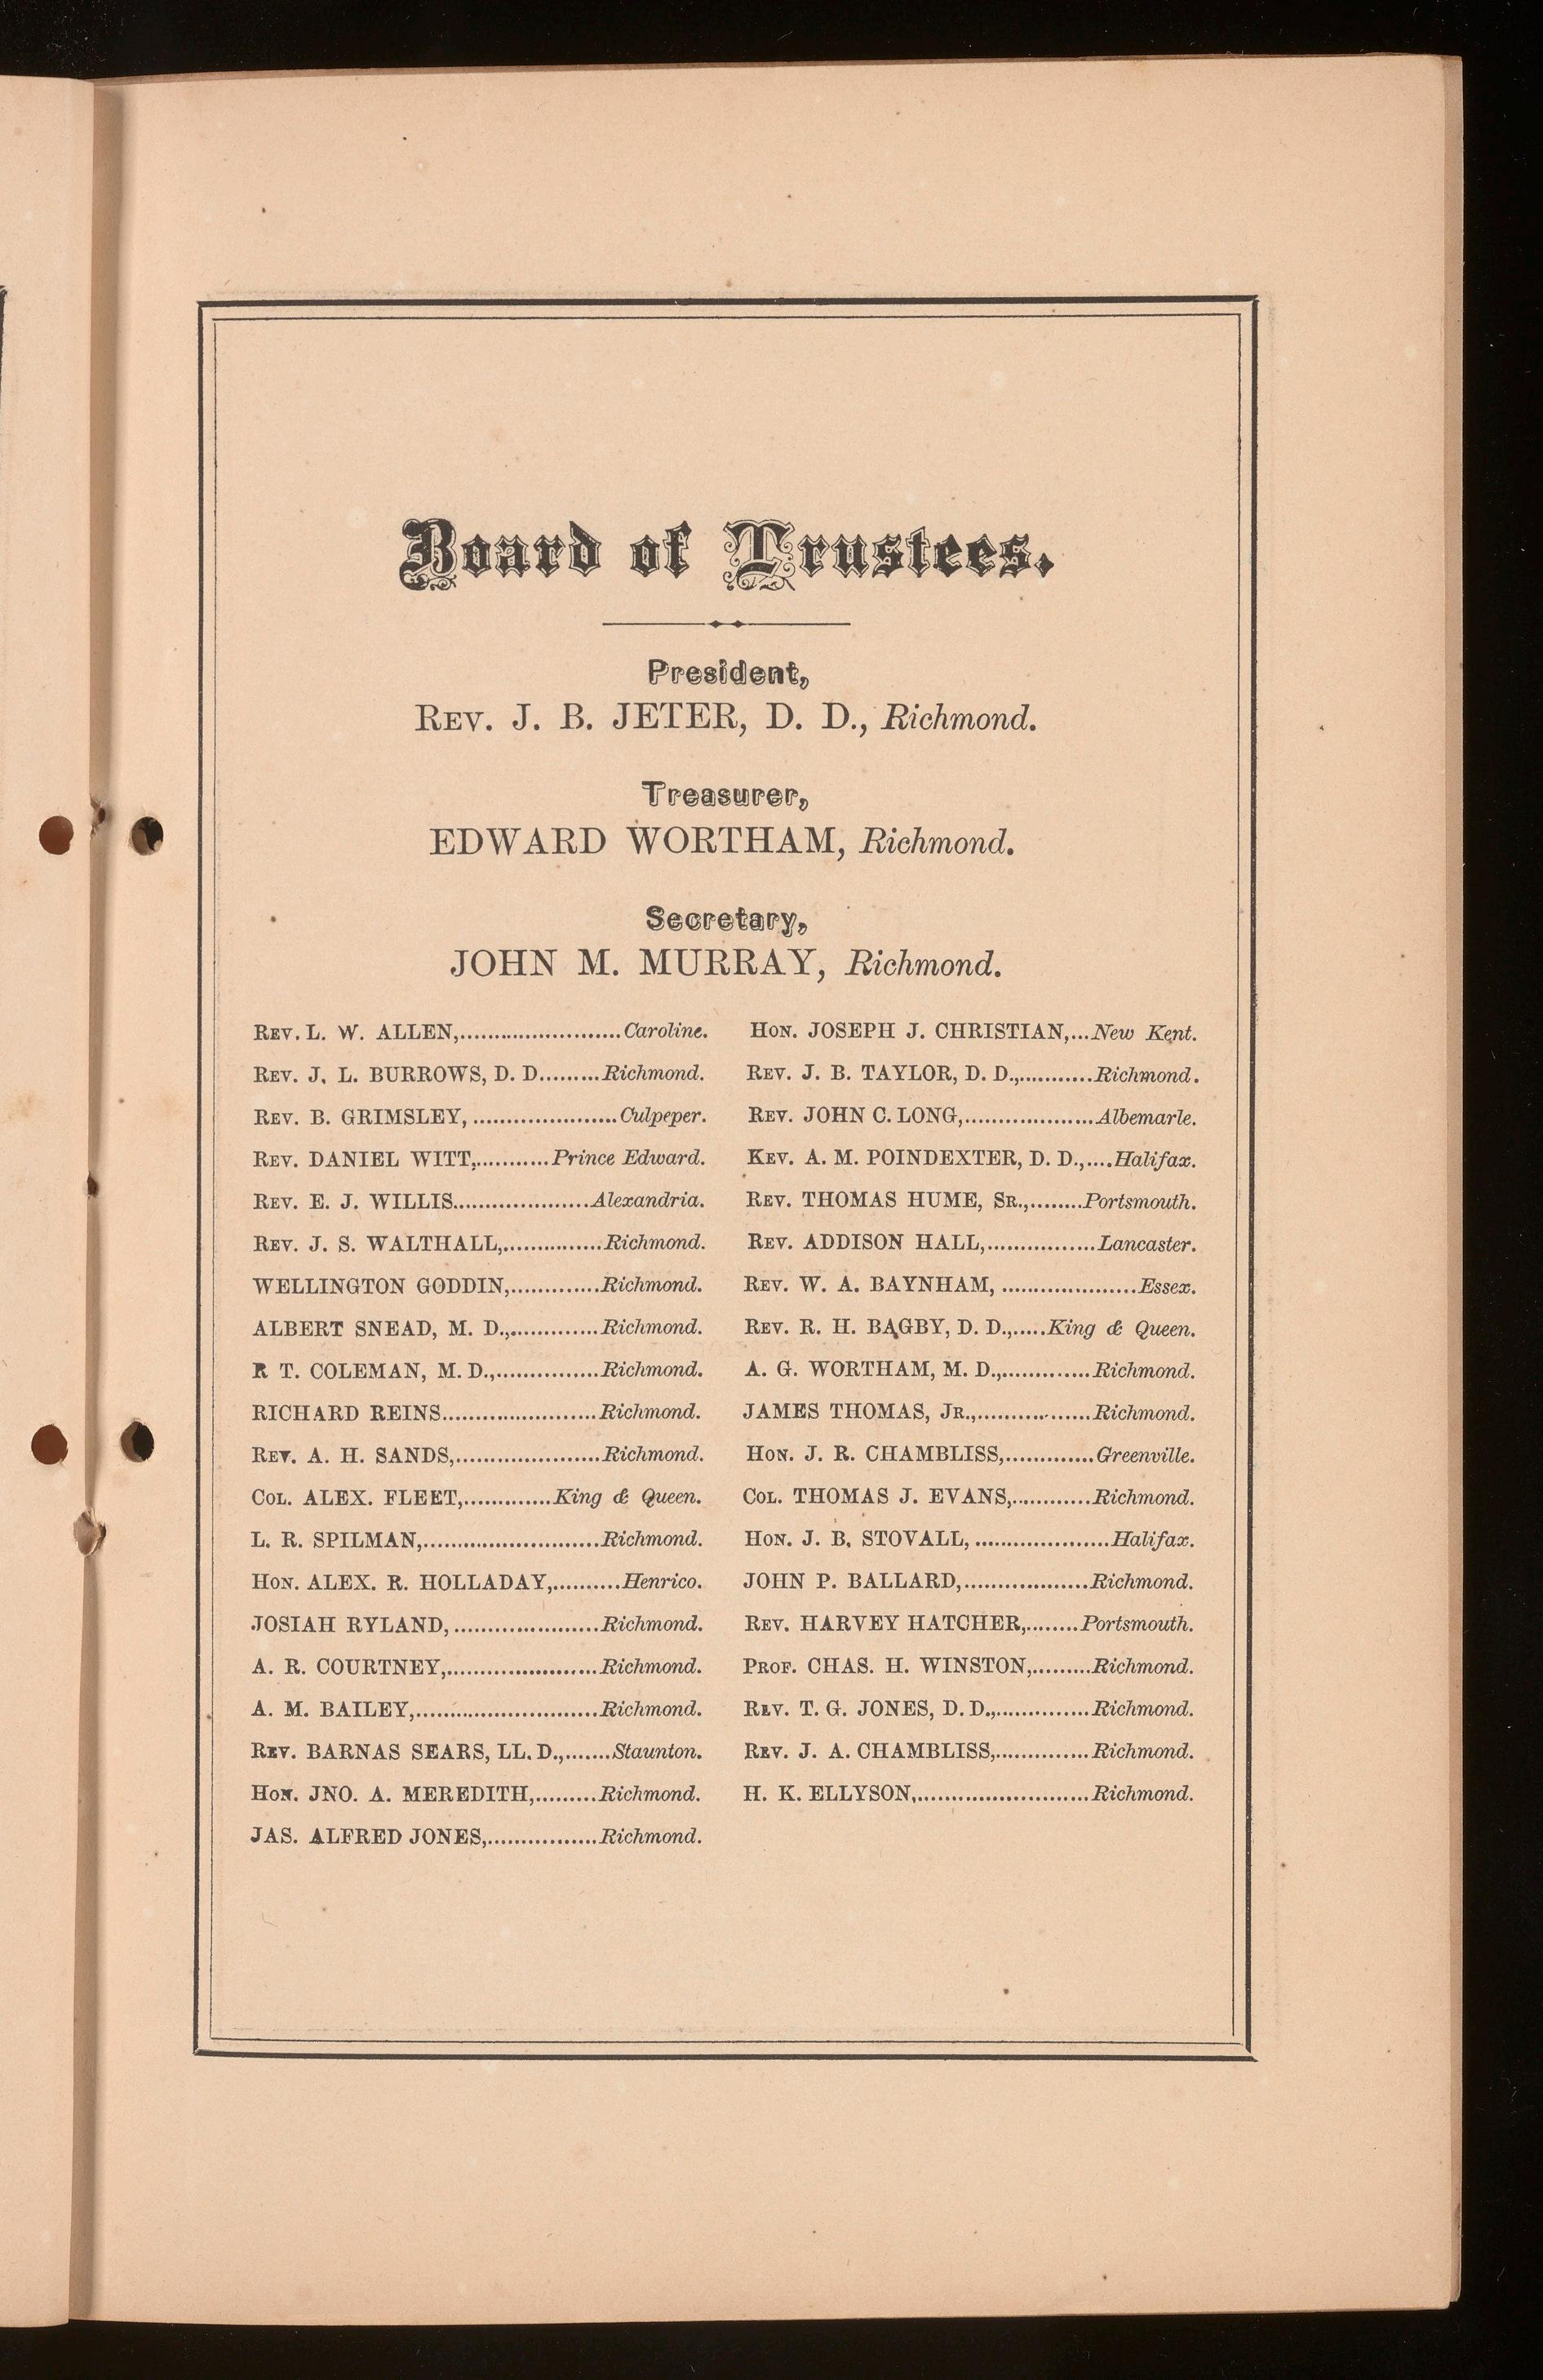 Board of Trustees.
President,
REV. J. B. JETER, D. D., Richmond.
Treasurer,
EDWARD WORTHAM, Richmond.
Secretary,
JOHN M. MURRAY, Richmond.
REV. L. W. ALLEN,........................Caroline.
REV. J. L. BURROWS, D. D.........Richmond.
REV. B. GRIMSLEY, ......................Culpeper.
REV. DANIEL WITT,...........Prince Edward.
REV. E. J. WILLIS.....................Alexandria.
REV. J. S. WALTHALL,...............Richmond.
WELLINGTON GODDIN,.............Richmond.
ALBERT SNEAD, M. D.,.............Richmond.
R T. COLEMAN, M. D.,...............Richmond.
RICHARD REINS.......................Richmond.
REV. A. H. SANDS,.....................Richmond.
COL. ALEX. FLEET,.............King & Queen.
L. R. SPILMAN,..........................Richmond.
HON. ALEX. R. HOLLADAY,..........Henrico.
JOSIAH RYLAND, .....................Richmond.
A. R. COURTNEY,......................Richmond.
A. M. BAILEY,...........................Richmond.
REV. BARNAS SEARS, LL. D.,.......Staunton.
HON. JNO. A. MEREDITH,.........Richmond.
JAS. ALFRED JONES,................Richmond.
HON. JOSEPH J. CHRISTIAN,...New Kent.
REV. J. B. TAYLOR, D. D.,...........Richmond.
REV. JOHN C. LONG,...................Albemarle.
KEV. A. M. POINDEXTER, D. D.,....Halifax.
REV. THOMAS HUME, SR.,........Portsmouth.
REV. ADDISON HALL,................Lancaster.
REV. W. A. BAYNHAM, ....................Essex.
REV. R. H. BAGBY, D. D.,.....King & Queen.
A. G. WORTHAM, M. D.,.............Richmond.
JAMES THOMAS, JR.,.................Richmond.
HON. J. R. CHAMBLISS,.............Greenville.
COL. THOMAS J. EVANS,...........Richmond.
HON. J. B. STOVALL, ....................Halifax.
JOHN P. BALLARD,..................Richmond.
REV. HARVEY HATCHER,........Portsmouth.
PROF. CHAS. H. WINSTON,.........Richmond.
REV. T. G. JONES, D. D.,..............Richmond.
REV. J. A. CHAMBLISS,..............Richmond.
H. K. ELLYSON,.........................Richmond.